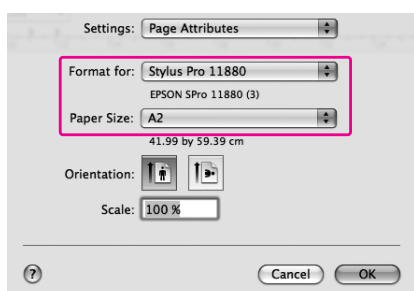 Settings: Page Attributes
Format for: Stylus Pro 11880
EPSON SPro 11880 (3)
Paper Size: A2
41.99 by 59.39 cm
Orientation:
Scale: 100 %
? Cancel OK